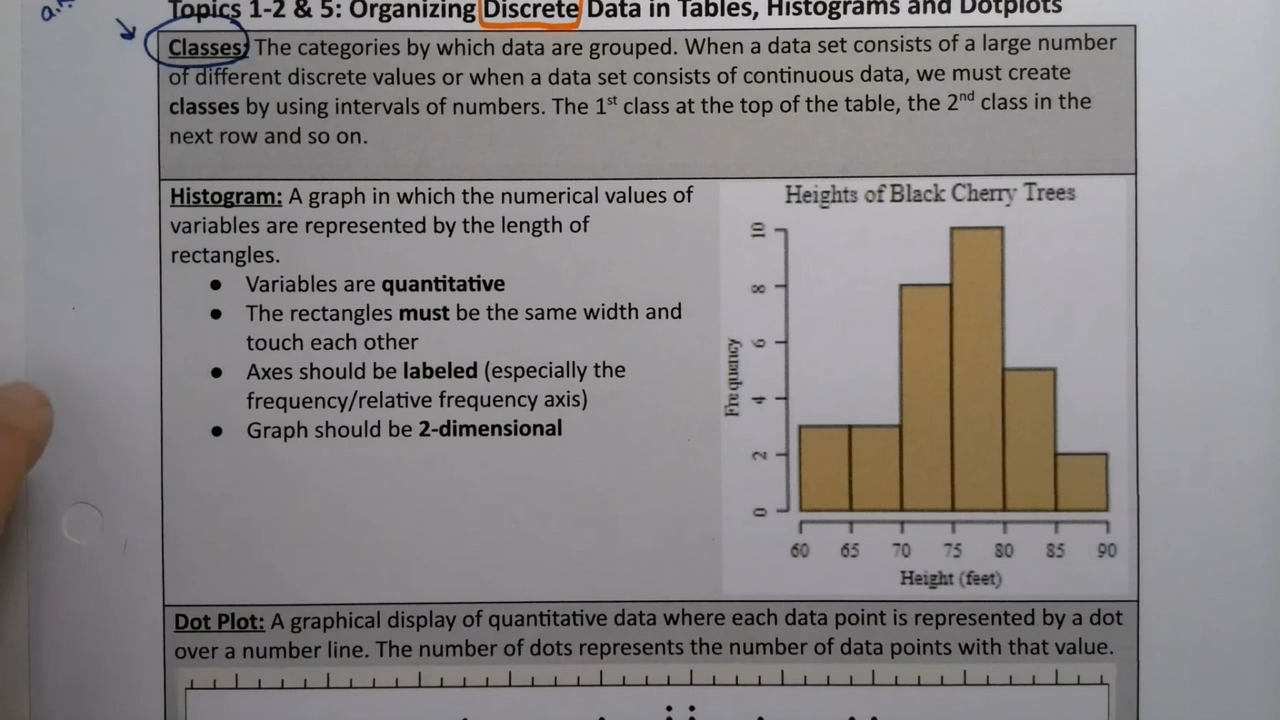 Topics 1-2 & 5: Organizing Discrete Data in Tables, Histograms and Dotplots
Classes: The categories by which data are grouped. When a data set consists of a large number
of different discrete values or when a data set consists of continuous data, we must create
classes by using intervals of numbers. The 1st class at the top of the table, the 2nd class in the
next row and so on.
Histogram: A graph in which the numerical values of
variables are represented by the length of
rectangles.
● Variables are quantitative
● The rectangles must be the same width and
touch each other
● Axes should be labeled (especially the
frequency/relative frequency axis)
● Graph should be 2-dimensional
Heights of Black Cherry Trees
10
8
6
4
2
0
Frequency
60 65 70 75 80 85 90
Height (feet)
Dot Plot: A graphical display of quantitative data where each data point is represented by a dot
over a number line. The number of dots represents the number of data points with that value.